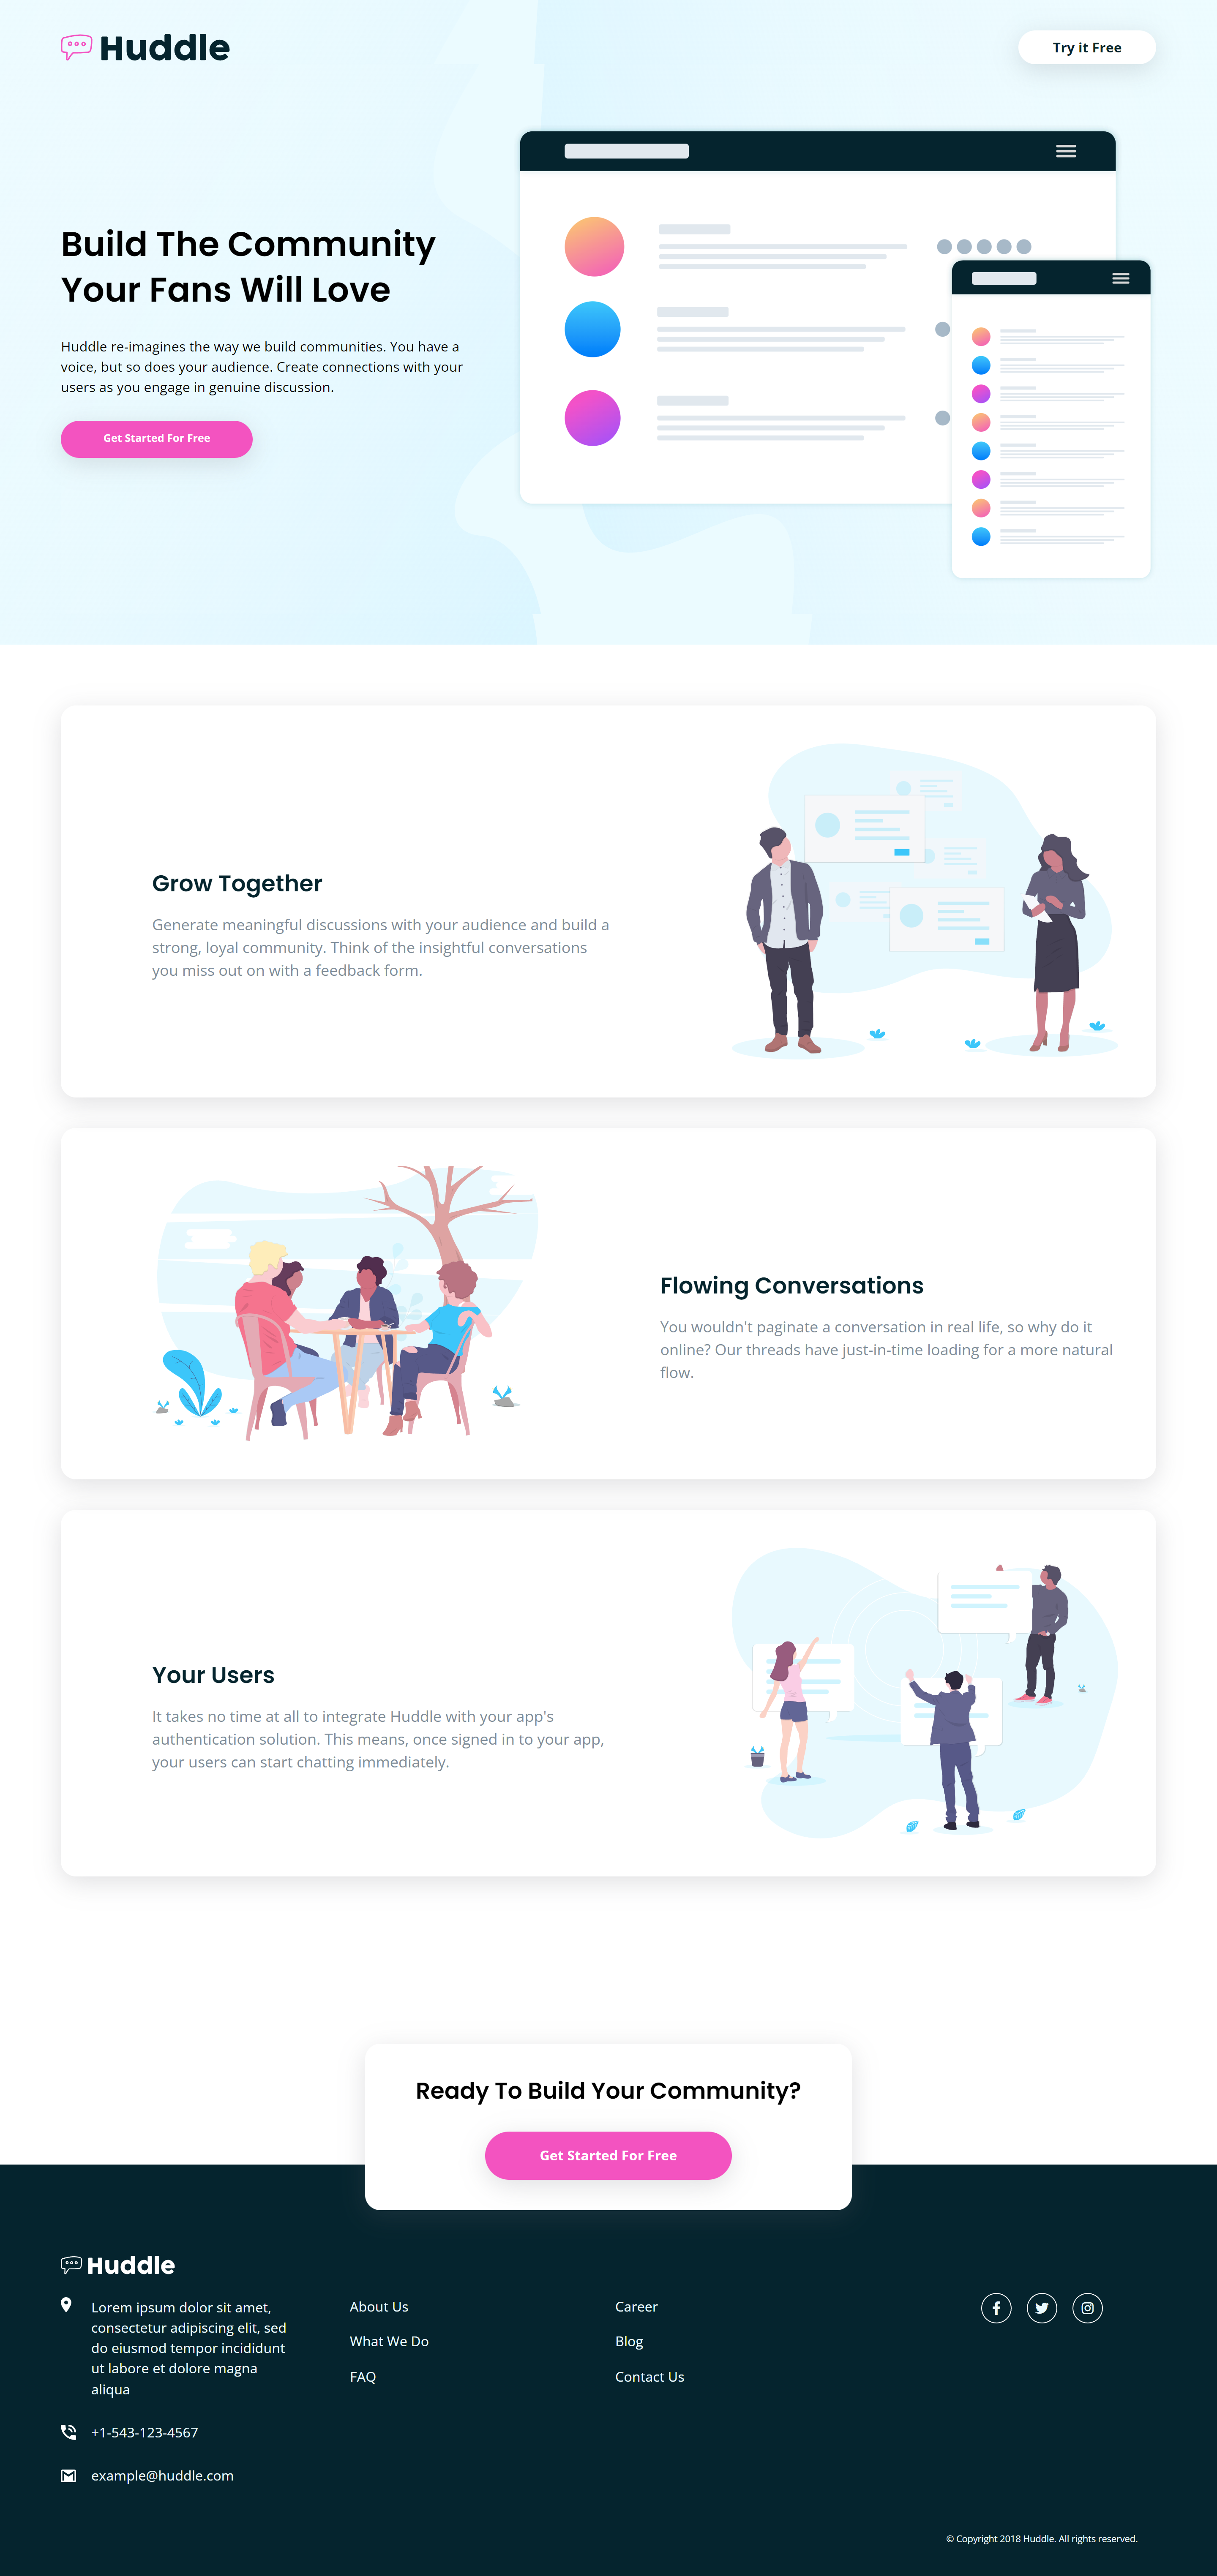 Huddle
Try it Free
Build The Community
Your Fans Will Love
Huddle re-imagines the way we build communities. You have a
voice, but so does your audience. Create connections with your
users as you engage in genuine discussion.
Get Started For Free
Grow Together
Generate meaningful discussions with your audience and build a
strong, loyal community. Think of the insightful conversations
you miss out on with a feedback form.
Flowing Conversations
You wouldn't paginate a conversation in real life, so why do it
online? Our threads have just-in-time loading for a more natural
flow.
Your Users
It takes no time at all to integrate Huddle with your app's
authentication solution. This means, once signed in to your app,
your users can start chatting immediately.
Ready To Build Your Community?
Get Started For Free
Huddle
Lorem ipsum dolor sit amet,
consectetur adipiscing elit, sed
do eiusmod tempor incididunt
ut labore et dolore magna
aliqua
+1-543-123-4567
example@huddle.com
About Us
What We Do
FAQ
Career
Blog
Contact Us
© Copyright 2018 Huddle. All rights reserved.